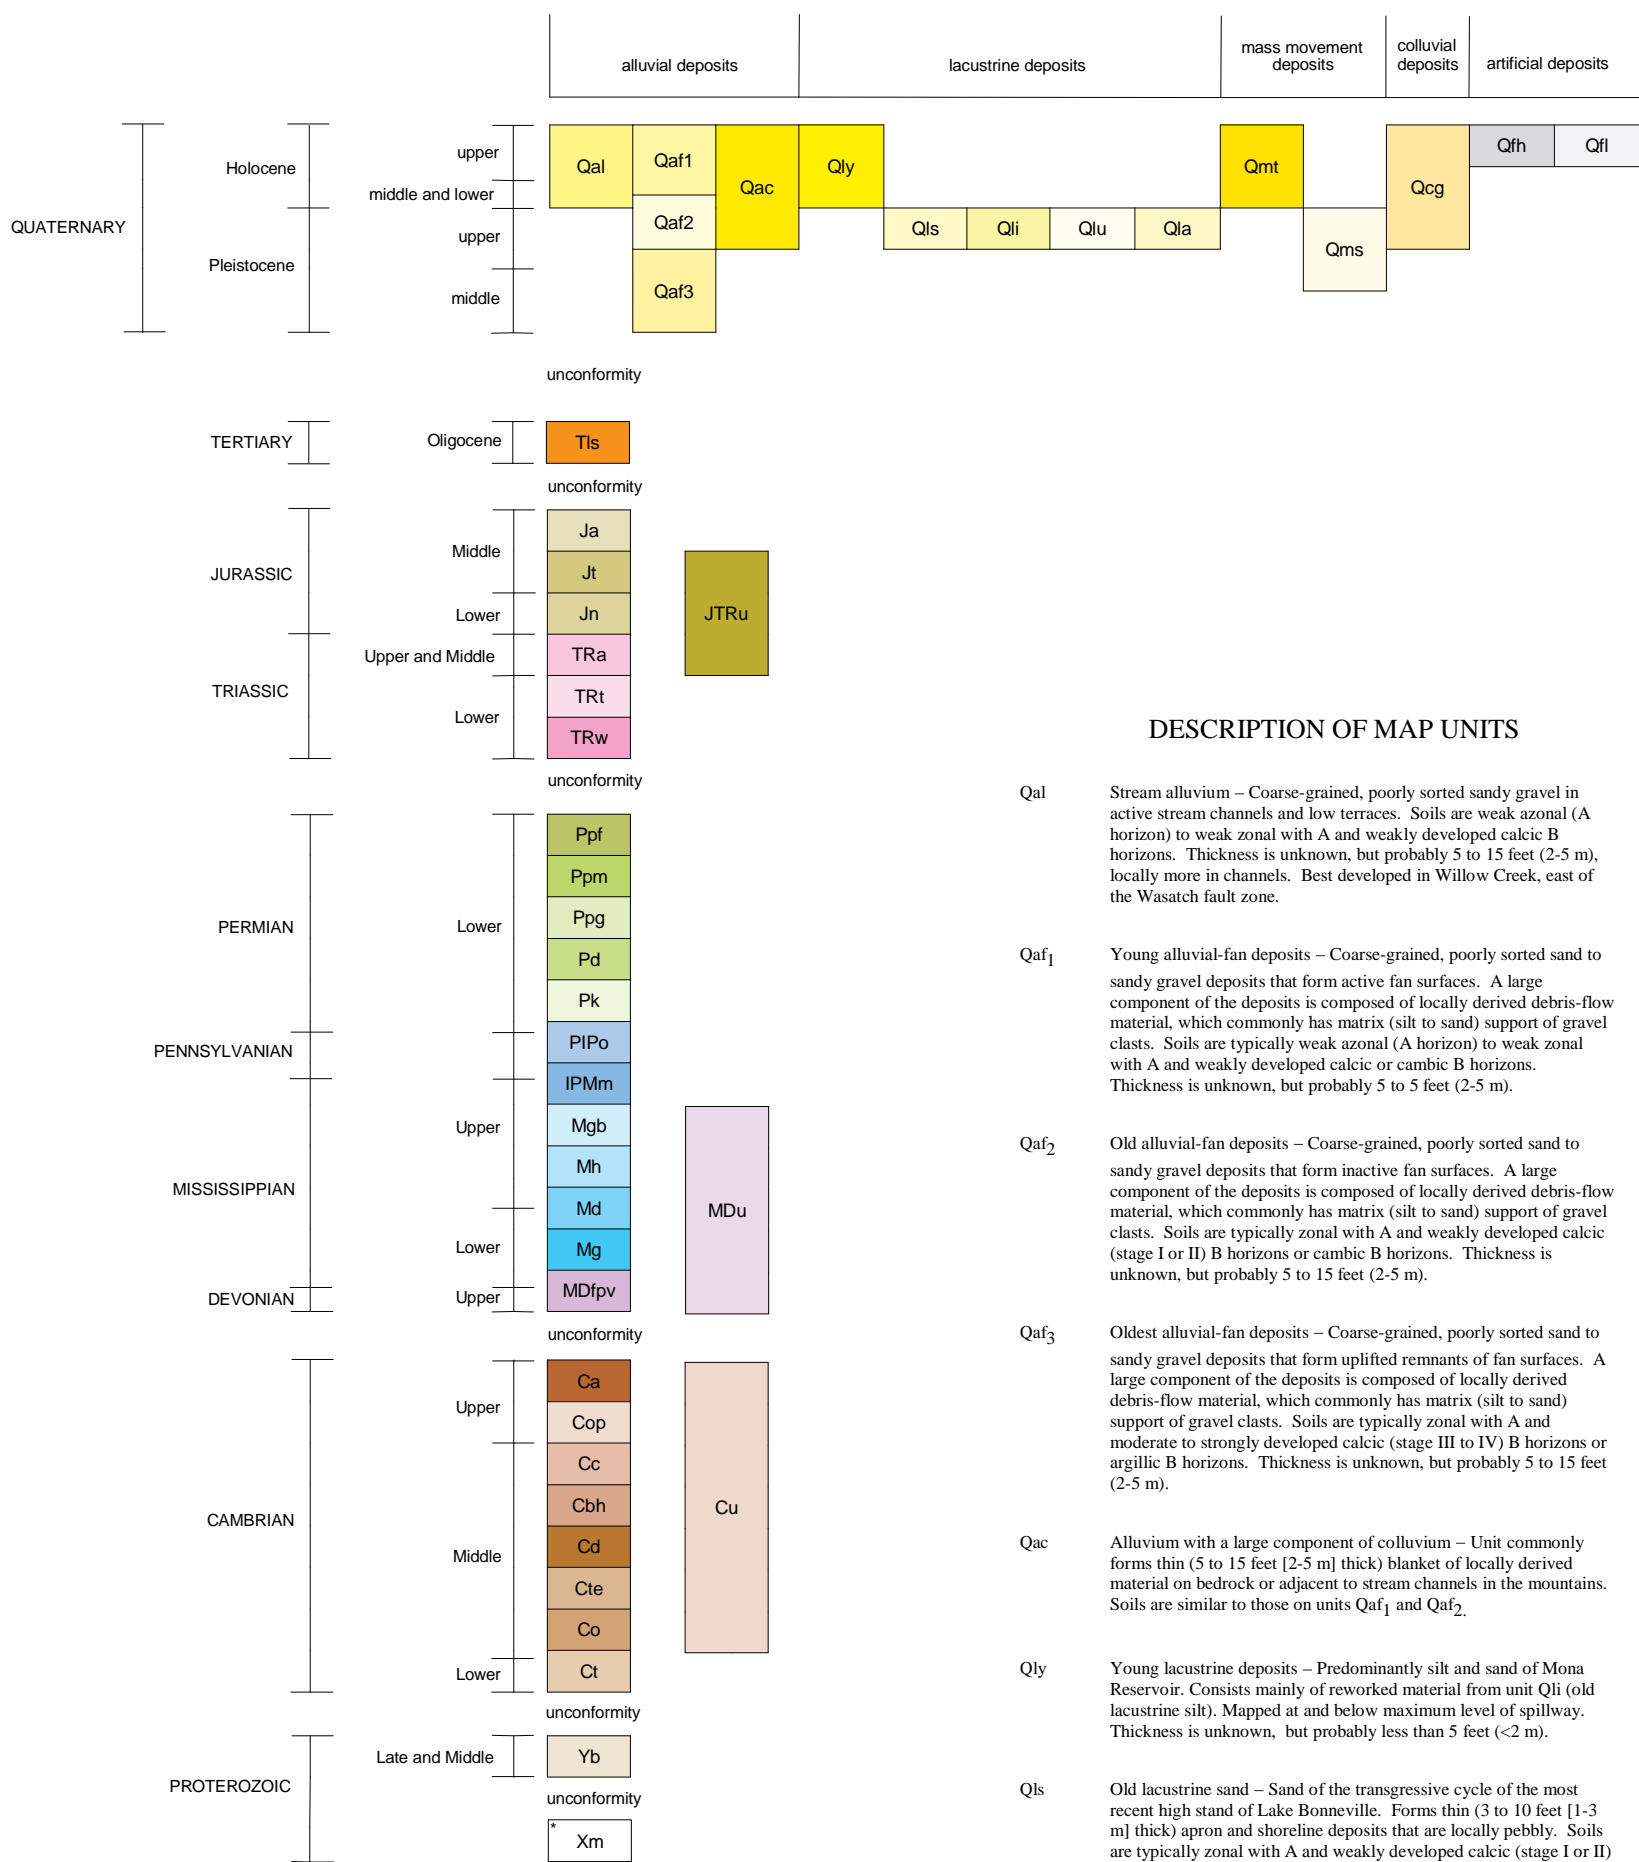 alluvial deposits
lacustrine deposits
mass movement
deposits
colluvial
deposits
artificial deposits
QUATERNARY
Holocene
Pleistocene
upper
middle and lower
upper
middle
Qal
Qaf1
Qaf2
Qaf3
Qac
Qly
Qls
Qli
Qlu
Qla
Qmt
Qms
Qcg
Qfh
Qfl
unconformity
TERTIARY
Oligocene
Tls
unconformity
JURASSIC
Middle
Lower
Ja
Jt
Jn
JTRu
TRIASSIC
Upper and Middle
Lower
TRa
TRt
TRw
unconformity
PERMIAN
Lower
Ppf
Ppm
Ppg
Pd
Pk
PENNSYLVANIAN
PIPo
IPMm
MISSISSIPPIAN
Upper
Lower
Mgb
Mh
Md
Mg
MDu
DEVONIAN
Upper
MDfpv
unconformity
CAMBRIAN
Upper
Middle
Lower
Ca
Cop
Cc
Cbh
Cd
Cte
Co
Ct
Cu
unconformity
PROTEROZOIC
Late and Middle
Yb
unconformity
*
Xm
DESCRIPTION OF MAP UNITS
Qal Stream alluvium – Coarse-grained, poorly sorted sandy gravel in
active stream channels and low terraces. Soils are weak azonal (A
horizon) to weak zonal with A and weakly developed calcic B
horizons. Thickness is unknown, but probably 5 to 15 feet (2-5 m),
locally more in channels. Best developed in Willow Creek, east of
the Wasatch fault zone.
Qaf1 Young alluvial-fan deposits – Coarse-grained, poorly sorted sand to
sandy gravel deposits that form active fan surfaces. A large
component of the deposits is composed of locally derived debris-flow
material, which commonly has matrix (silt to sand) support of gravel
clasts. Soils are typically weak azonal (A horizon) to weak zonal
with A and weakly developed calcic or cambic B horizons.
Thickness is unknown, but probably 5 to 5 feet (2-5 m).
Qaf2 Old alluvial-fan deposits – Coarse-grained, poorly sorted sand to
sandy gravel deposits that form inactive fan surfaces. A large
component of the deposits is composed of locally derived debris-flow
material, which commonly has matrix (silt to sand) support of gravel
clasts. Soils are typically zonal with A and weakly developed calcic
(stage I or II) B horizons or cambic B horizons. Thickness is
unknown, but probably 5 to 15 feet (2-5 m).
Qaf3 Oldest alluvial-fan deposits – Coarse-grained, poorly sorted sand to
sandy gravel deposits that form uplifted remnants of fan surfaces. A
large component of the deposits is composed of locally derived
debris-flow material, which commonly has matrix (silt to sand)
support of gravel clasts. Soils are typically zonal with A and
moderate to strongly developed calcic (stage III to IV) B horizons or
argillic B horizons. Thickness is unknown, but probably 5 to 15 feet
(2-5 m).
Qac Alluvium with a large component of colluvium – Unit commonly
forms thin (5 to 15 feet [2-5 m] thick) blanket of locally derived
material on bedrock or adjacent to stream channels in the mountains.
Soils are similar to those on units Qaf1 and Qaf2.
Qly Young lacustrine deposits – Predominantly silt and sand of Mona
Reservoir. Consists mainly of reworked material from unit Qli (old
lacustrine silt). Mapped at and below maximum level of spillway.
Thickness is unknown, but probably less than 5 feet (<2 m).
Qls Old lacustrine sand – Sand of the transgressive cycle of the most
recent high stand of Lake Bonneville. Forms thin (3 to 10 feet [1-3
m] thick) apron and shoreline deposits that are locally pebbly. Soils
are typically zonal with A and weakly developed calcic (stage I or II)